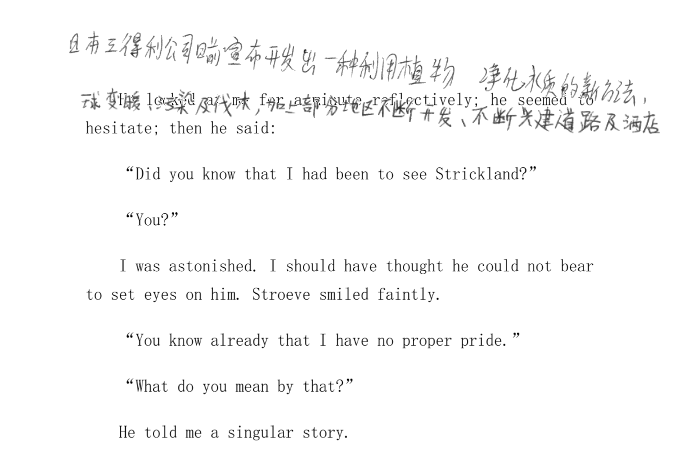 日本三得利公司日前宣布开发出一种利用植物 净化水质的新方法，
球变暖、污染及伐木，加上部分地区不断开发、不断兴建道路及酒店
He looked at me for a minute reflectively; he seemed to
hesitate; then he said:
“Did you know that I had been to see Strickland?”
“You?”
I was astonished. I should have thought he could not bear
to set eyes on him. Stroeve smiled faintly.
“You know already that I have no proper pride.”
“What do you mean by that?”
He told me a singular story.